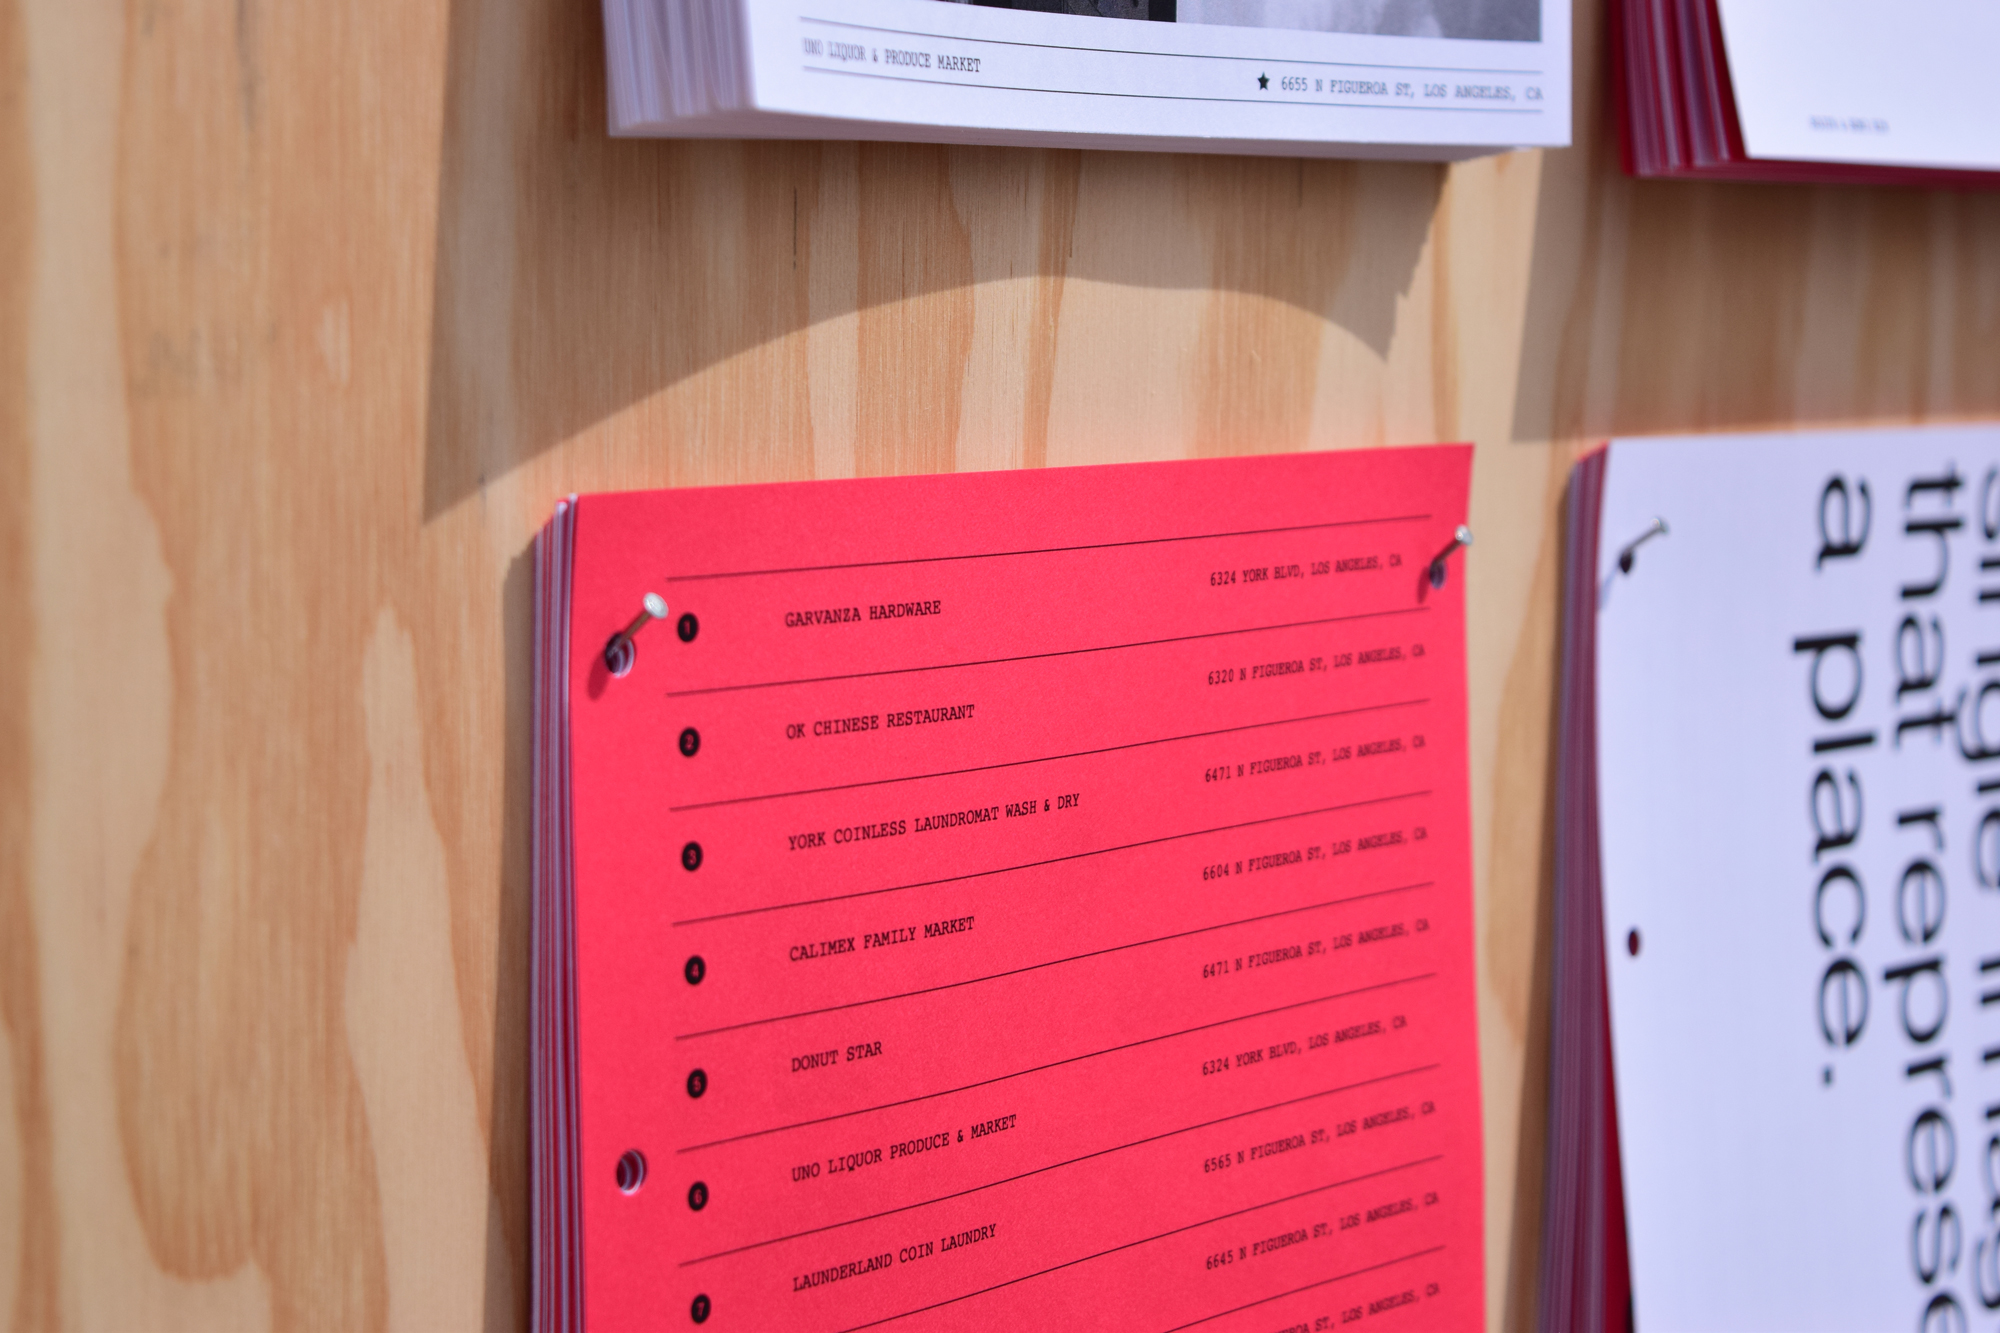 UNO LIQUOR & PRODUCE MARKET
★ 6655 N FIGUEROA ST, LOS ANGELES, CA
1 GARVANZA HARDWARE 6324 YORK BLVD, LOS ANGELES, CA
2 OK CHINESE RESTAURANT 6320 N FIGUEROA ST, LOS ANGELES, CA
3 YORK COINLESS LAUNDROMAT WASH & DRY 6471 N FIGUEROA ST, LOS ANGELES, CA
4 CALIMEX FAMILY MARKET 6604 N FIGUEROA ST, LOS ANGELES, CA
5 DONUT STAR 6471 N FIGUEROA ST, LOS ANGELES, CA
6 UNO LIQUOR PRODUCE & MARKET 6324 YORK BLVD, LOS ANGELES, CA
7 LAUNDERLAND COIN LAUNDRY 6565 N FIGUEROA ST, LOS ANGELES, CA
6645 N FIGUEROA ST, LOS ANGELES, CA
ST, LOS ANGELES, CA
single imag
that represe
a place.